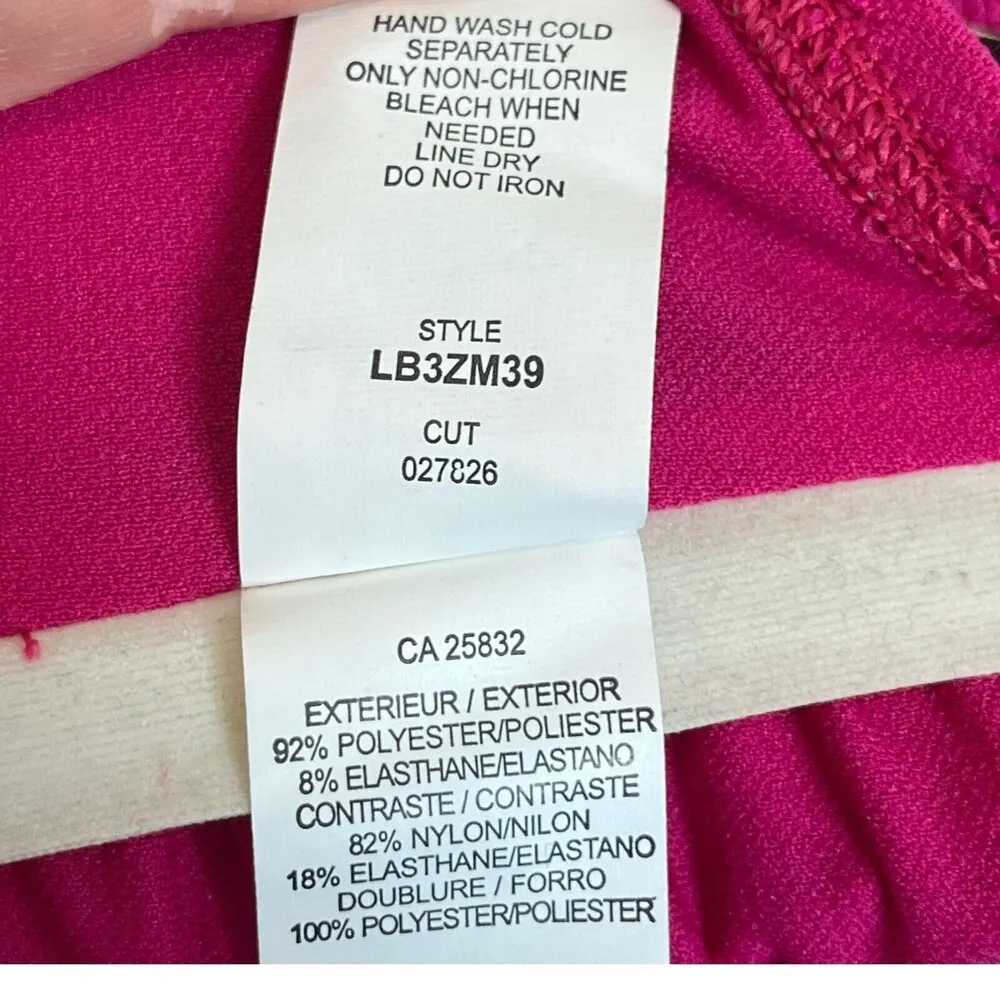 HAND WASH COLD
SEPARATELY
ONLY NON-CHLORINE
BLEACH WHEN
NEEDED
LINE DRY
DO NOT IRON
STYLE
LB3ZM39
CUT
027826
CA 25832
EXTERIEUR / EXTERIOR
92% POLYESTER/POLIESTER
8% ELASTHANE/ELASTANO
CONTRASTE / CONTRASTE
82% NYLON/NILON
18% ELASTHANE/ELASTANO
DOUBLURE / FORRO
100% POLYESTER/POLIESTER